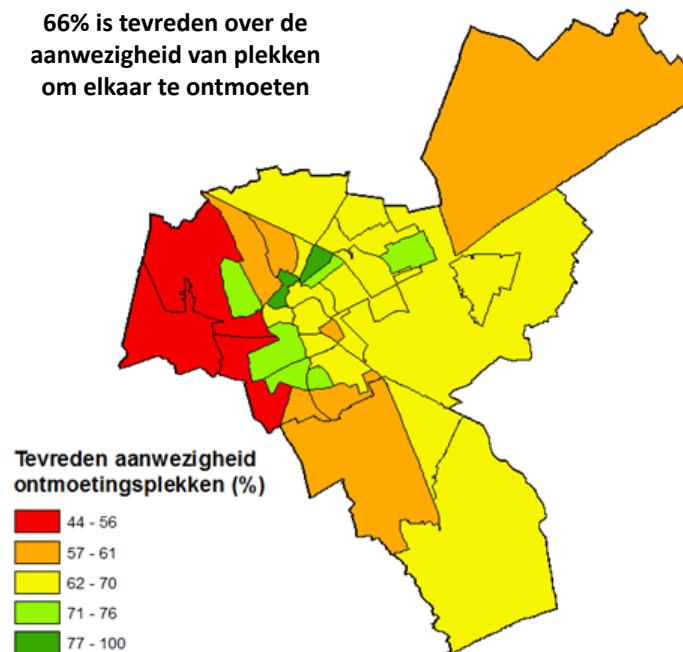 66% is tevreden over de
aanwezigheid van plekken
om elkaar te ontmoeten
Tevreden aanwezigheid
ontmoetingsplekken (%)
44 - 56
57 - 61
62 - 70
71 - 76
77 - 100